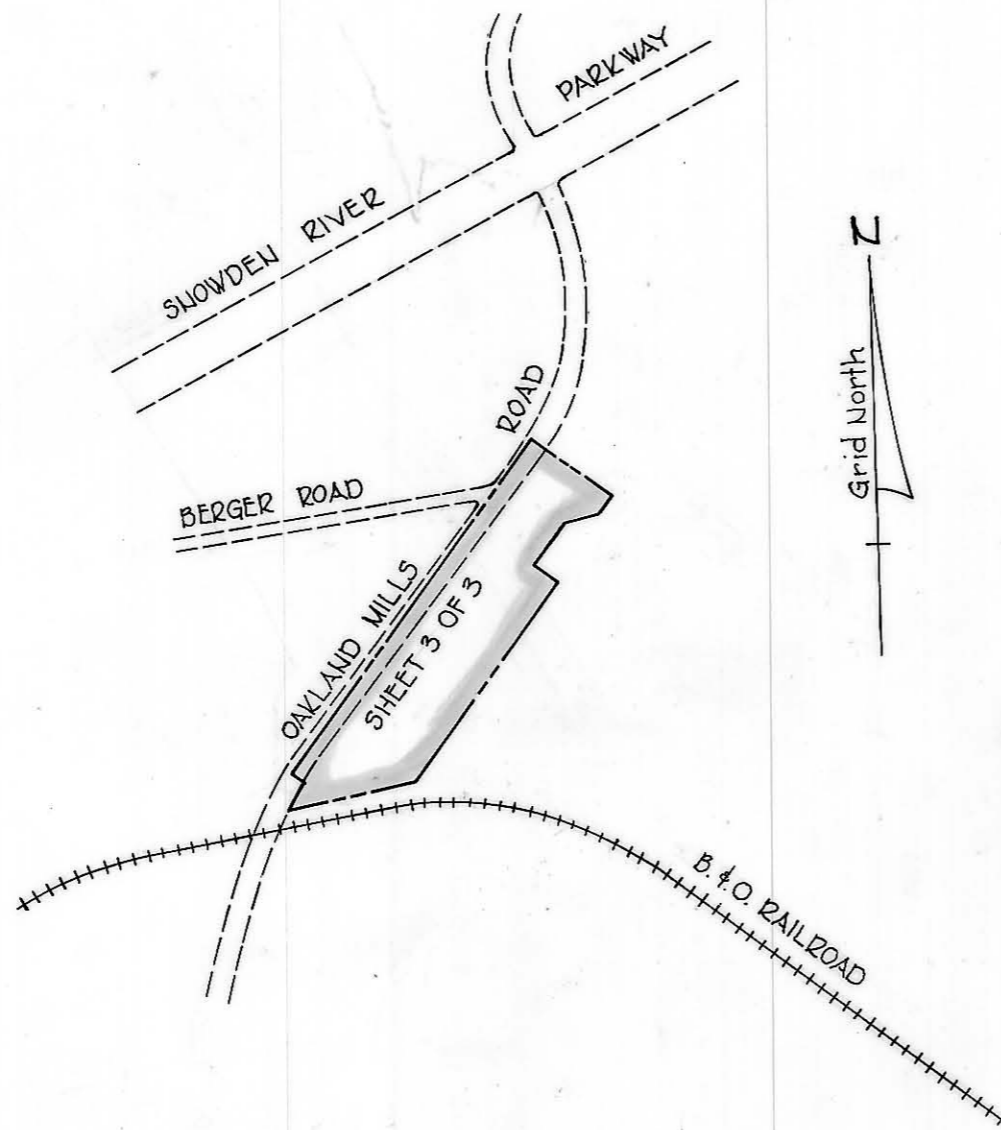 SNOWDEN RIVER PARKWAY
N
Grid North
BERGER ROAD
OAKLAND MILLS ROAD
SHEET 3 OF 3
B. & O. RAILROAD